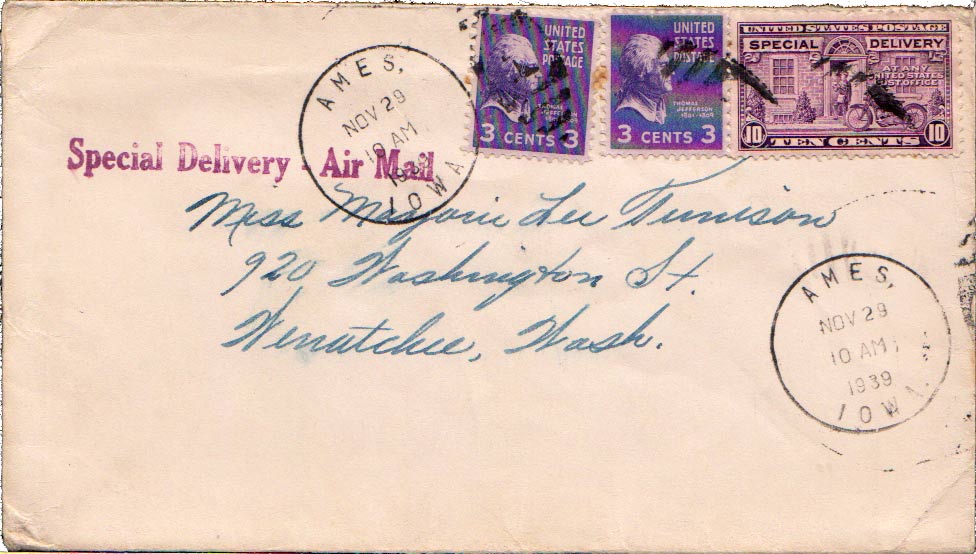 AMES,
NOV 29
10 AM
1939
IOWA
UNITED
STATES
POSTAGE
THOMAS
JEFFERSON
3 CENTS 3
UNITED
STATES
POSTAGE
THOMAS
JEFFERSON
1801-1809
3 CENTS 3
UNITED STATES POSTAGE
SPECIAL DELIVERY
AT ANY
UNITED STATES
POST OFFICE
10 TEN CENTS 10
Special Delivery - Air Mail
Miss Marjorie Lee Tunison
920 Washington St.
Wenatchee, Wash.
AMES,
NOV 29
10 AM
1939
IOWA.